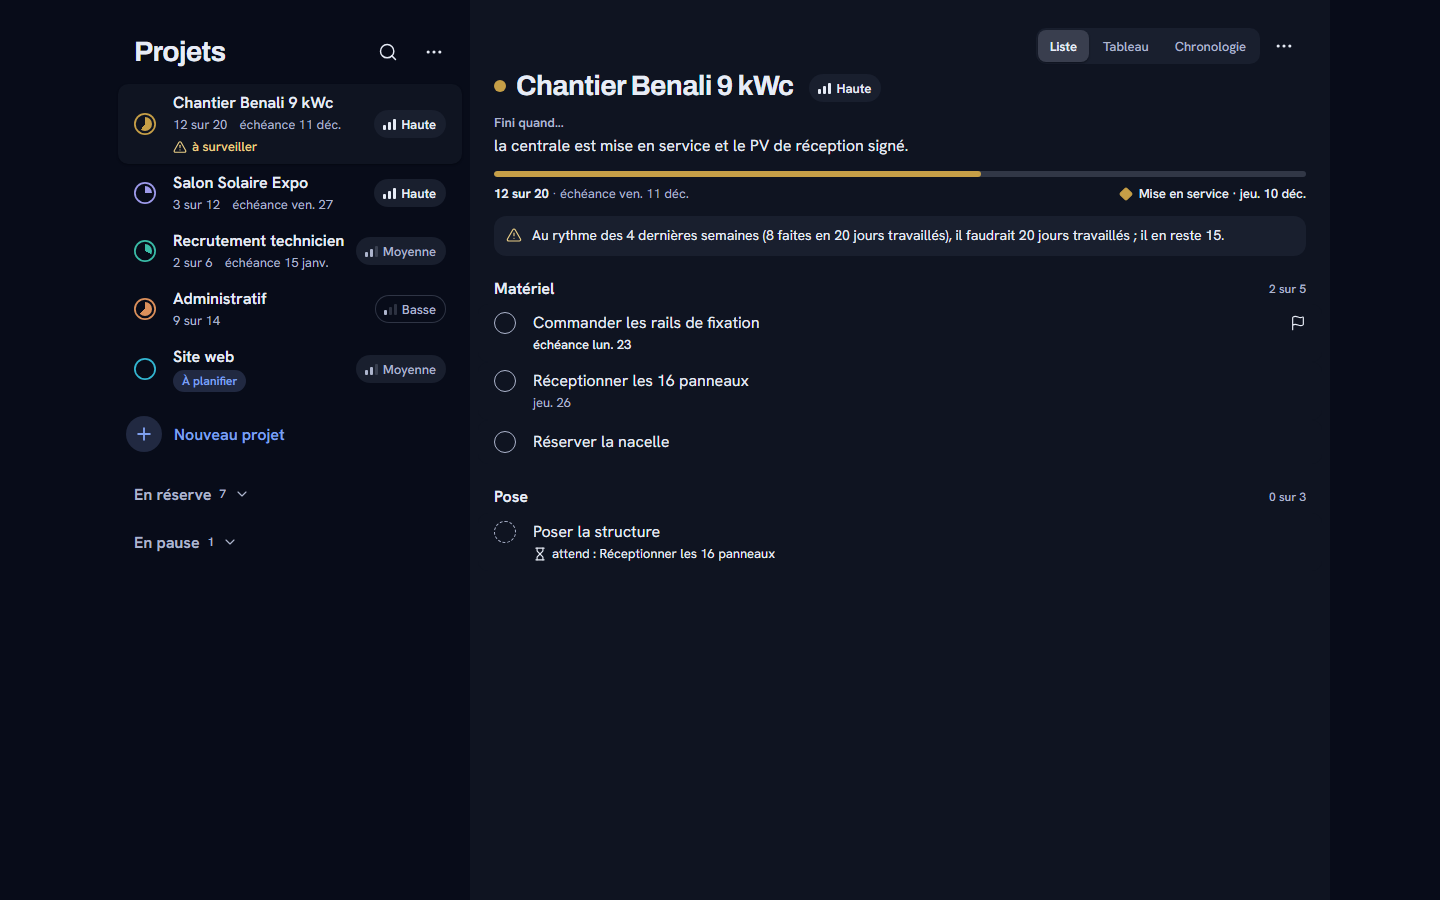 Projets
Chantier Benali 9 kWc
12 sur 20 échéance 11 déc.
à surveiller
Haute
Salon Solaire Expo
3 sur 12 échéance ven. 27
Haute
Recrutement technicien
2 sur 6 échéance 15 janv.
Moyenne
Administratif
9 sur 14
Basse
Site web
À planifier
Moyenne
Nouveau projet
En réserve 7
En pause 1
Liste Tableau Chronologie
Chantier Benali 9 kWc Haute
Fini quand...
la centrale est mise en service et le PV de réception signé.
12 sur 20 · échéance ven. 11 déc.
Mise en service · jeu. 10 déc.
Au rythme des 4 dernières semaines (8 faites en 20 jours travaillés), il faudrait 20 jours travaillés ; il en reste 15.
Matériel 2 sur 5
Commander les rails de fixation
échéance lun. 23
Réceptionner les 16 panneaux
jeu. 26
Réserver la nacelle
Pose 0 sur 3
Poser la structure
attend : Réceptionner les 16 panneaux